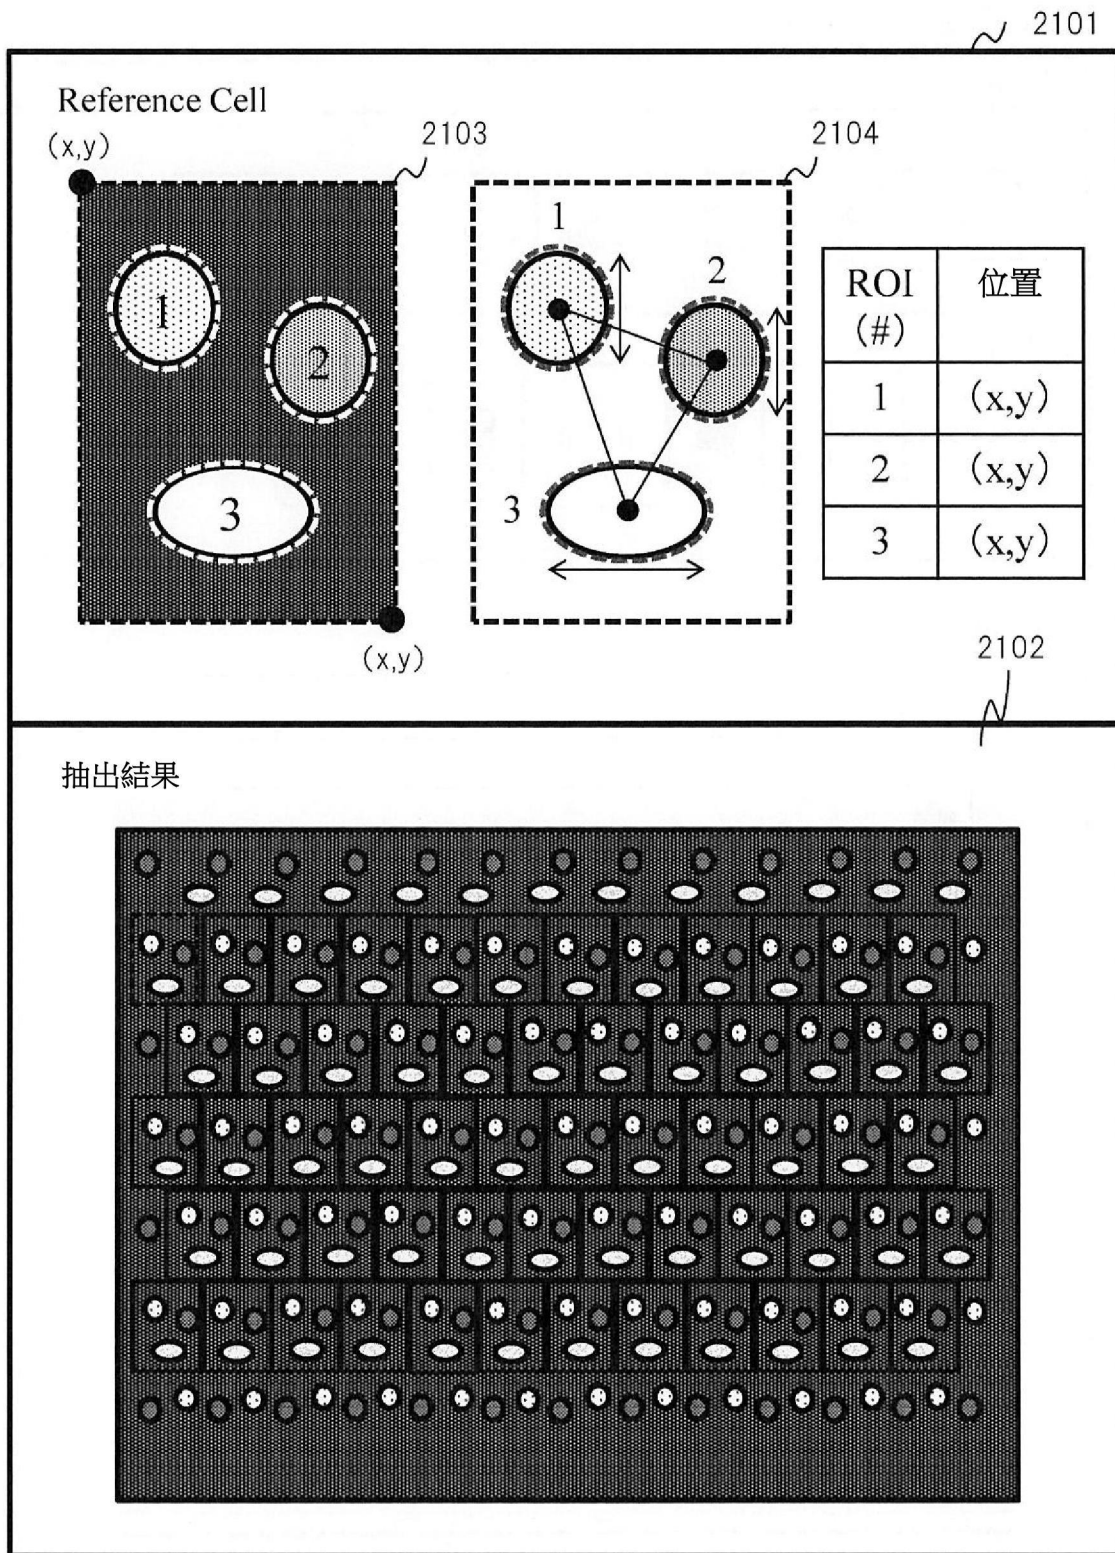 2101
Reference Cell
(x,y)
2103
2104
1
2
3
(x,y)
1
2
3
ROI
(#)
位置
1
(x,y)
2
(x,y)
3
(x,y)
2102
抽出結果